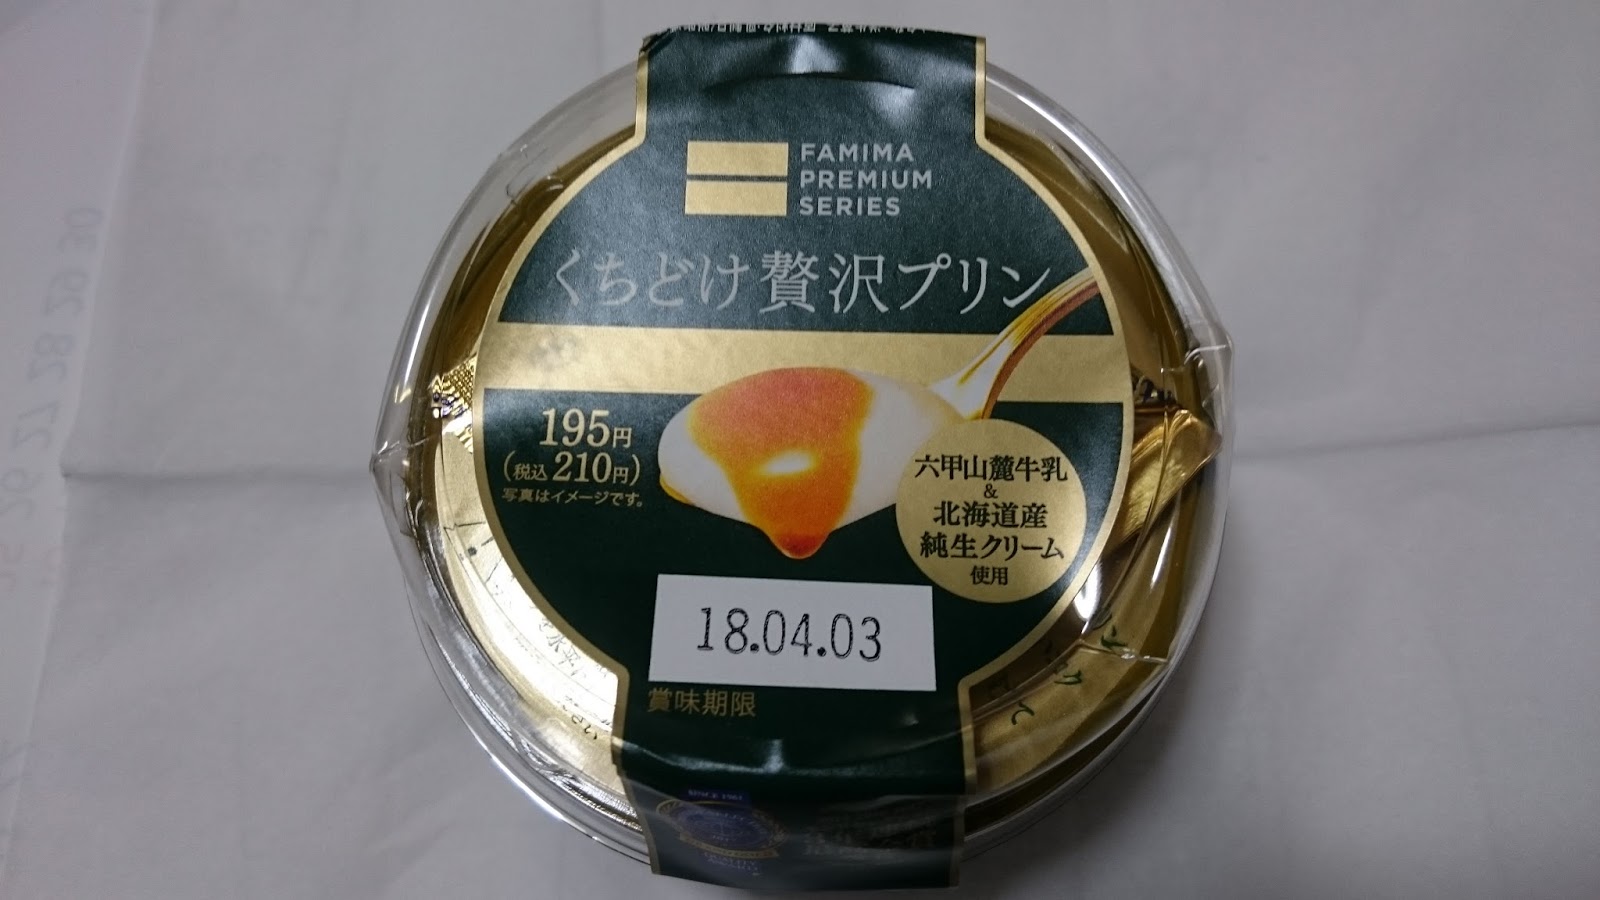 FAMIMA
PREMIUM
SERIES
くちどけ贅沢プリン
195円
(税込 210円)
写真はイメージです。
六甲山麓牛乳
&
北海道産
純生クリーム
使用
18.04.03
賞味期限
SINCE 1961